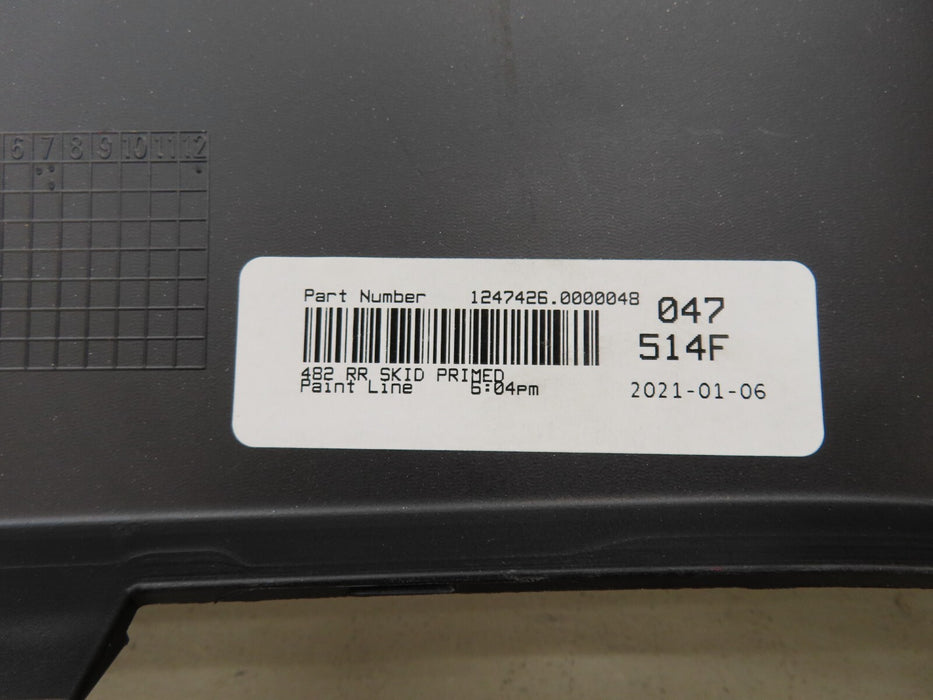 6 7 8 9 10 11 12
Part Number 1247426.0000048
047
514F
482 RR SKID PRIMED
Paint Line 6:04pm
2021-01-06